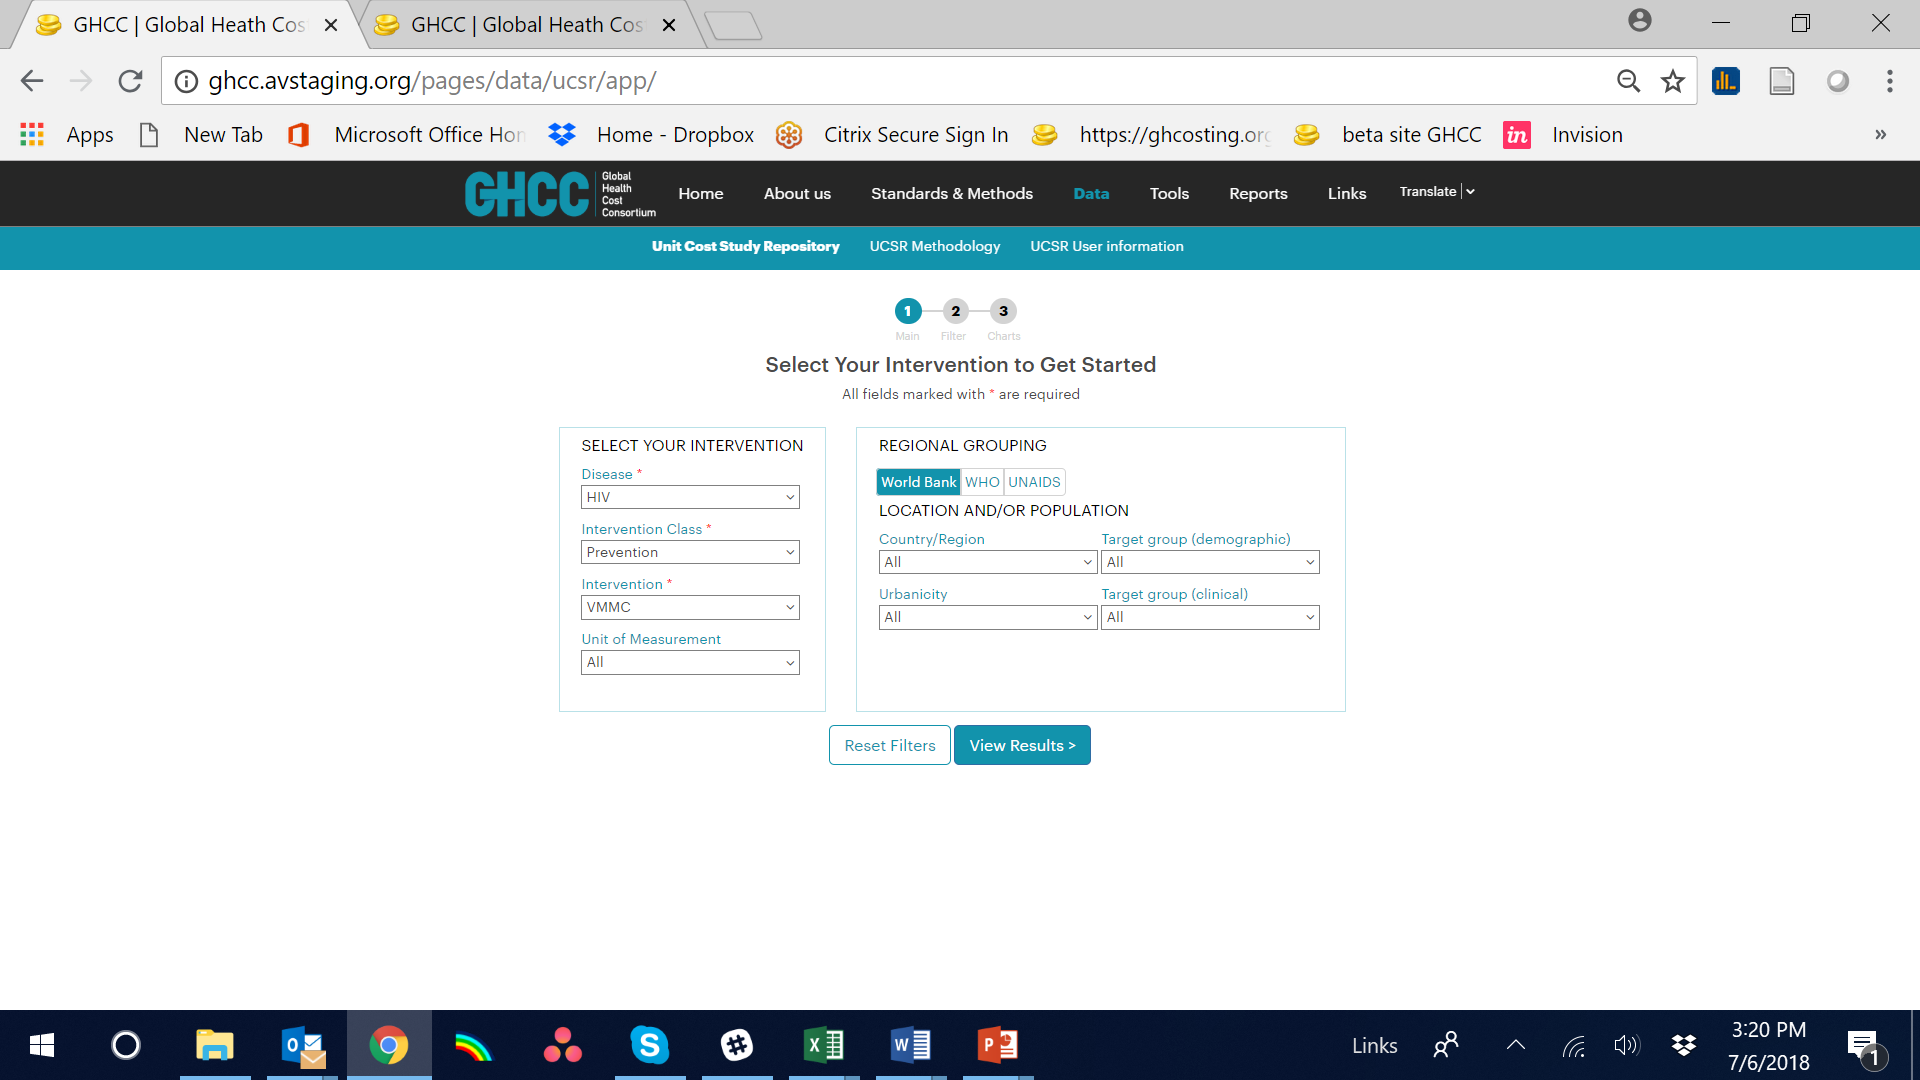 GHCC | Global Heath Cos
GHCC | Global Heath Cos
ghcc.avstaging.org/pages/data/ucsr/app/
Apps
New Tab
Microsoft Office Hom
Home - Dropbox
Citrix Secure Sign In
https://ghcosting.org
beta site GHCC
in
Invision
»
GHCC
Global
Health
Cost
Consortium
Home
About us
Standards & Methods
Data
Tools
Reports
Links
Translate
Unit Cost Study Repository
UCSR Methodology
UCSR User information
1
2
3
Main
Filter
Charts
Select Your Intervention to Get Started
All fields marked with * are required
SELECT YOUR INTERVENTION
Disease *
HIV
Intervention Class *
Prevention
Intervention *
VMMC
Unit of Measurement
All
REGIONAL GROUPING
World Bank WHO UNAIDS
LOCATION AND/OR POPULATION
Country/Region
Target group (demographic)
All
All
Urbanicity
Target group (clinical)
All
All
Reset Filters
View Results >
Links
3:20 PM
7/6/2018
1